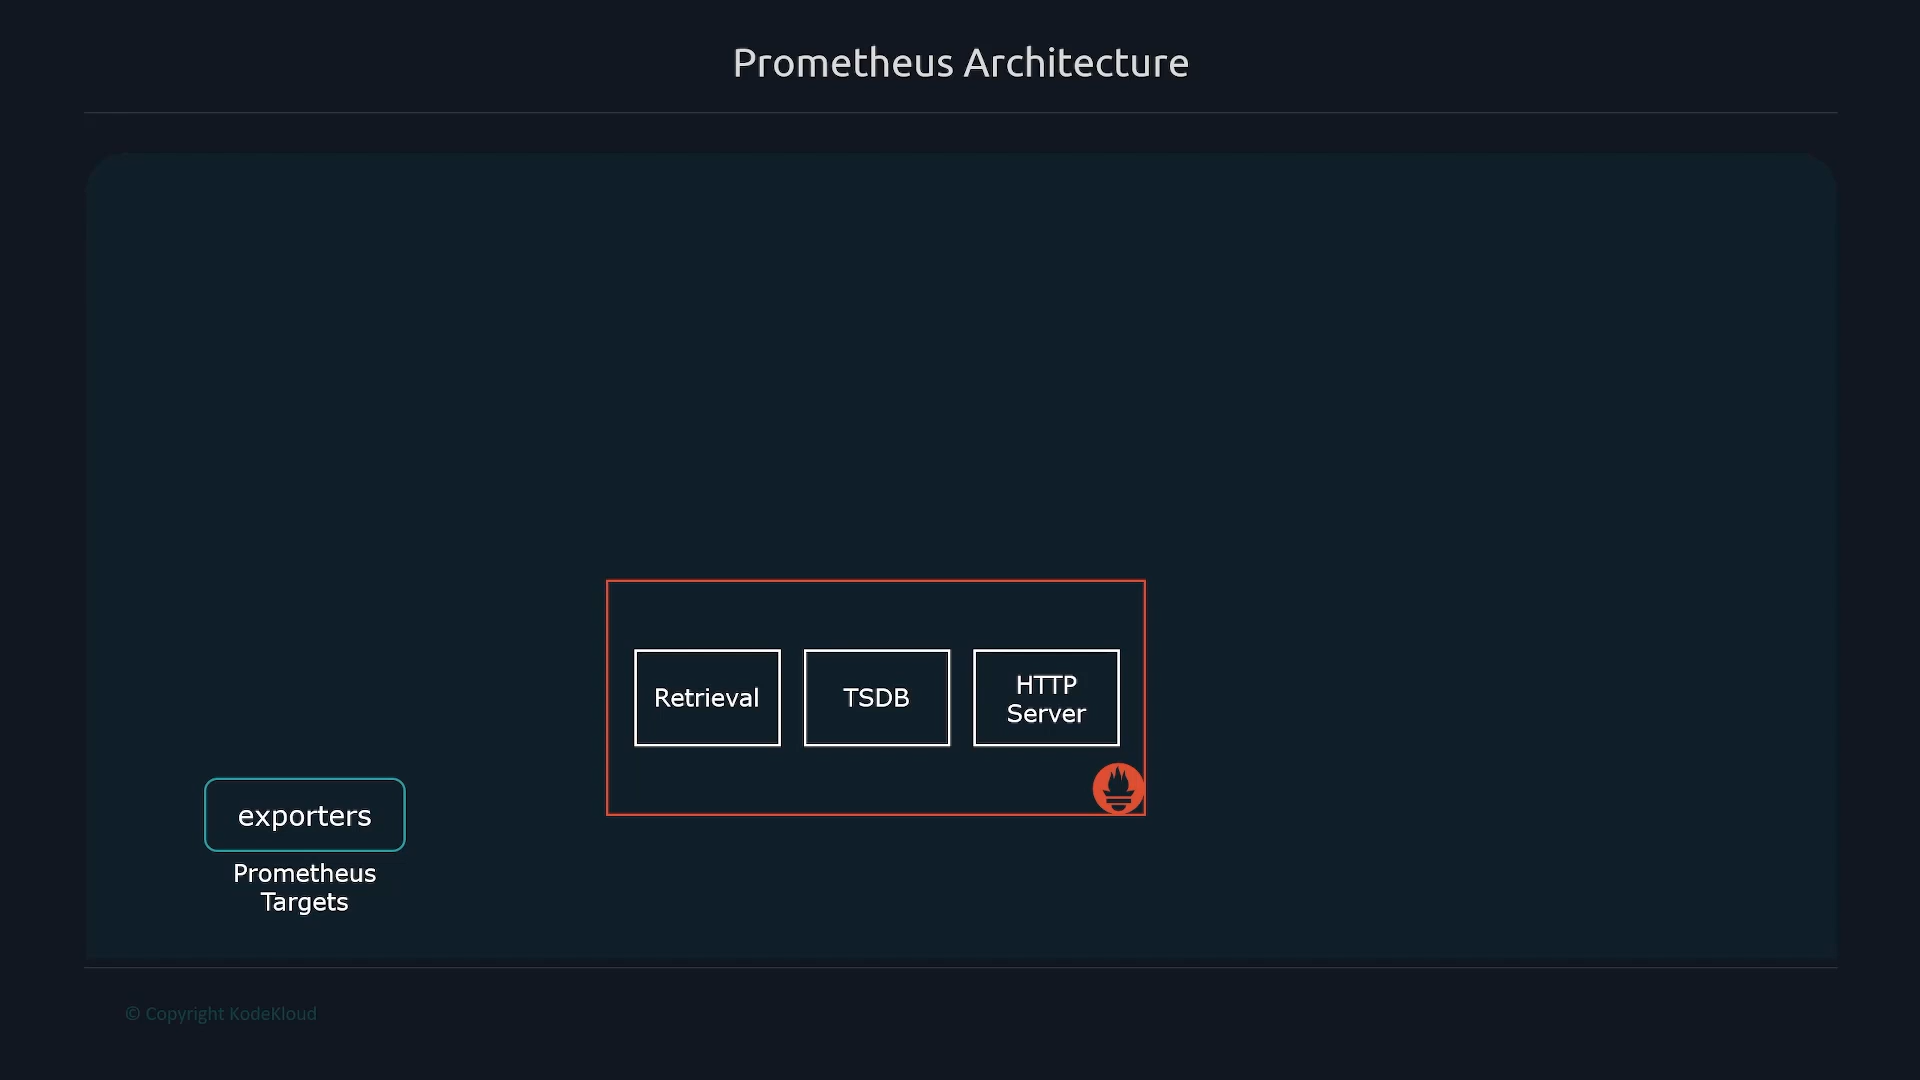 Prometheus Architecture
Retrieval
TSDB
HTTP
Server
exporters
Prometheus
Targets
© Copyright KodeKloud